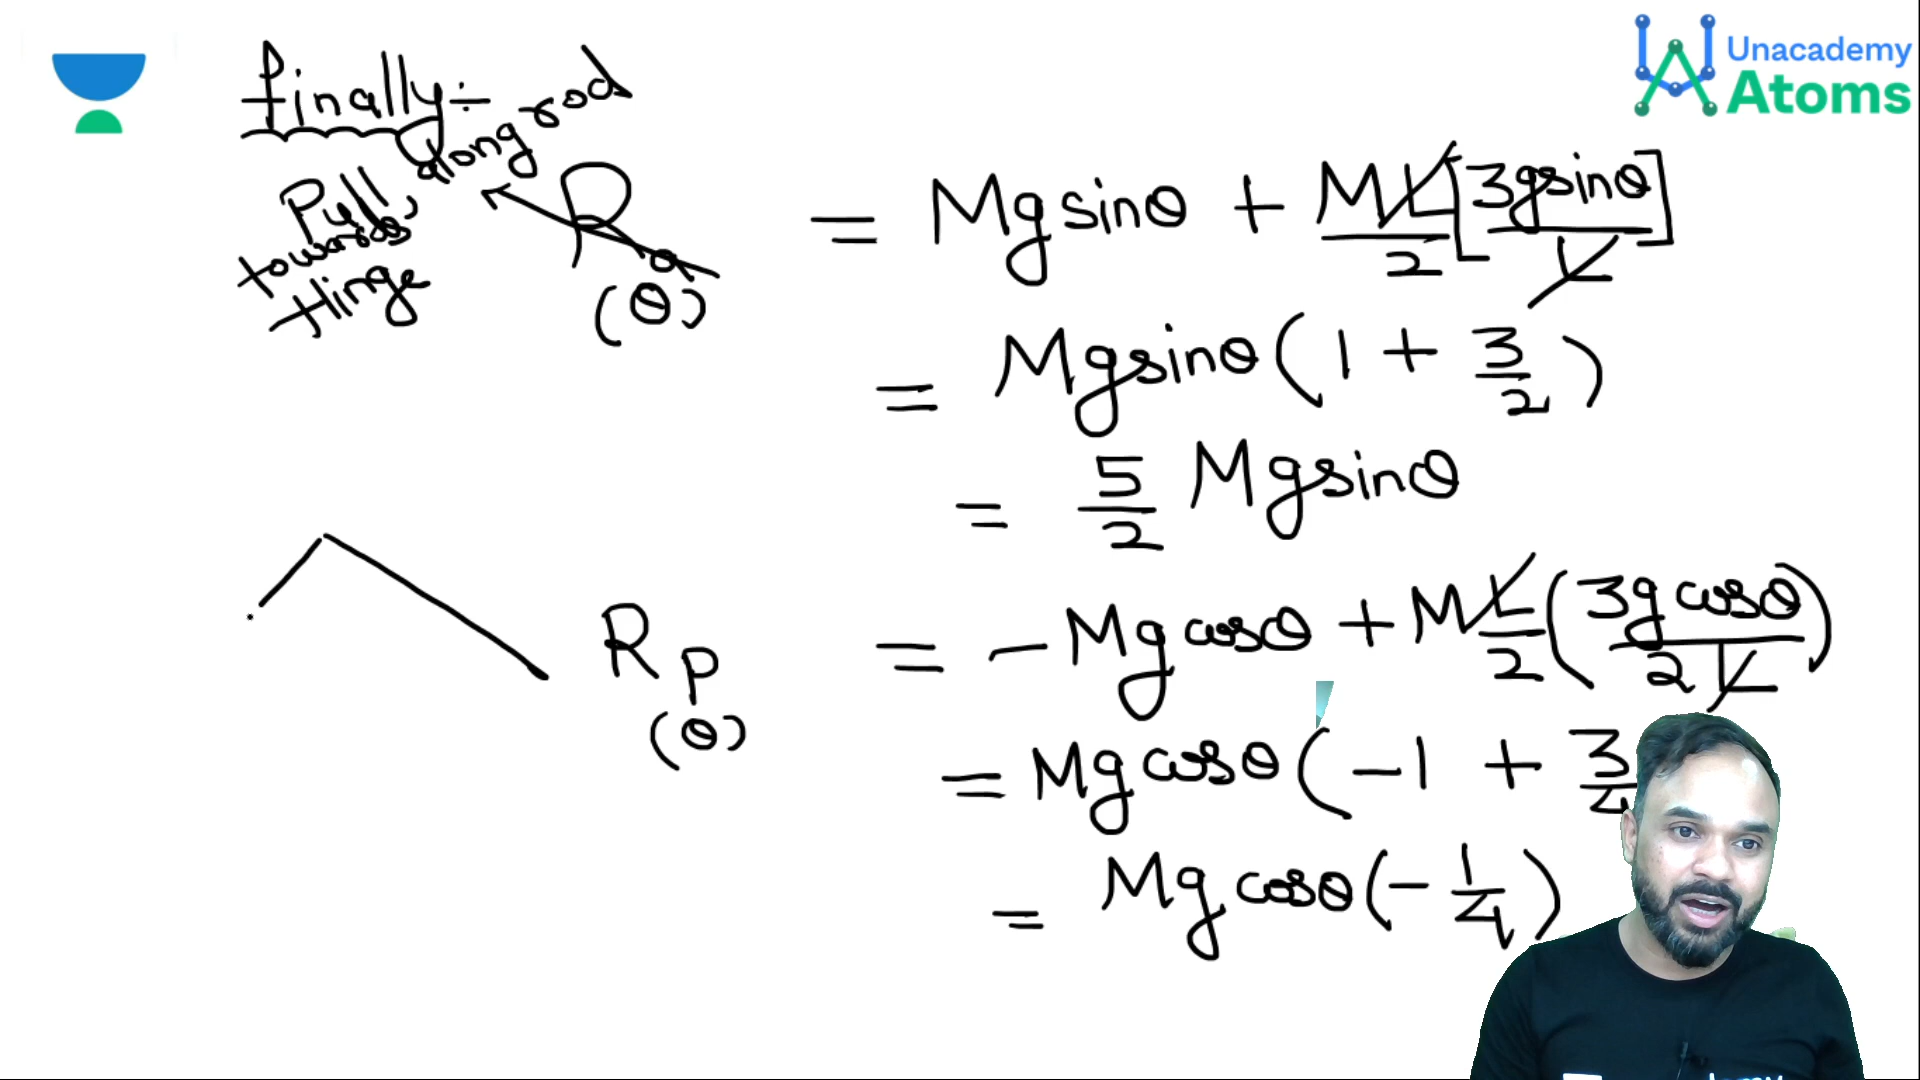 Unacademy
Atoms
finally:-
Pull, along rod
towards
Hinge
Ra = Mg sinθ + ML/2 [3g sinθ/L]
(θ)
= Mg sinθ (1 + 3/2)
= 5/2 Mg sinθ
RP = - Mg cosθ + M L/2 (3g cosθ/2L)
(θ)
= Mg cosθ (-1 + 3/4
= Mg cosθ (- 1/4)